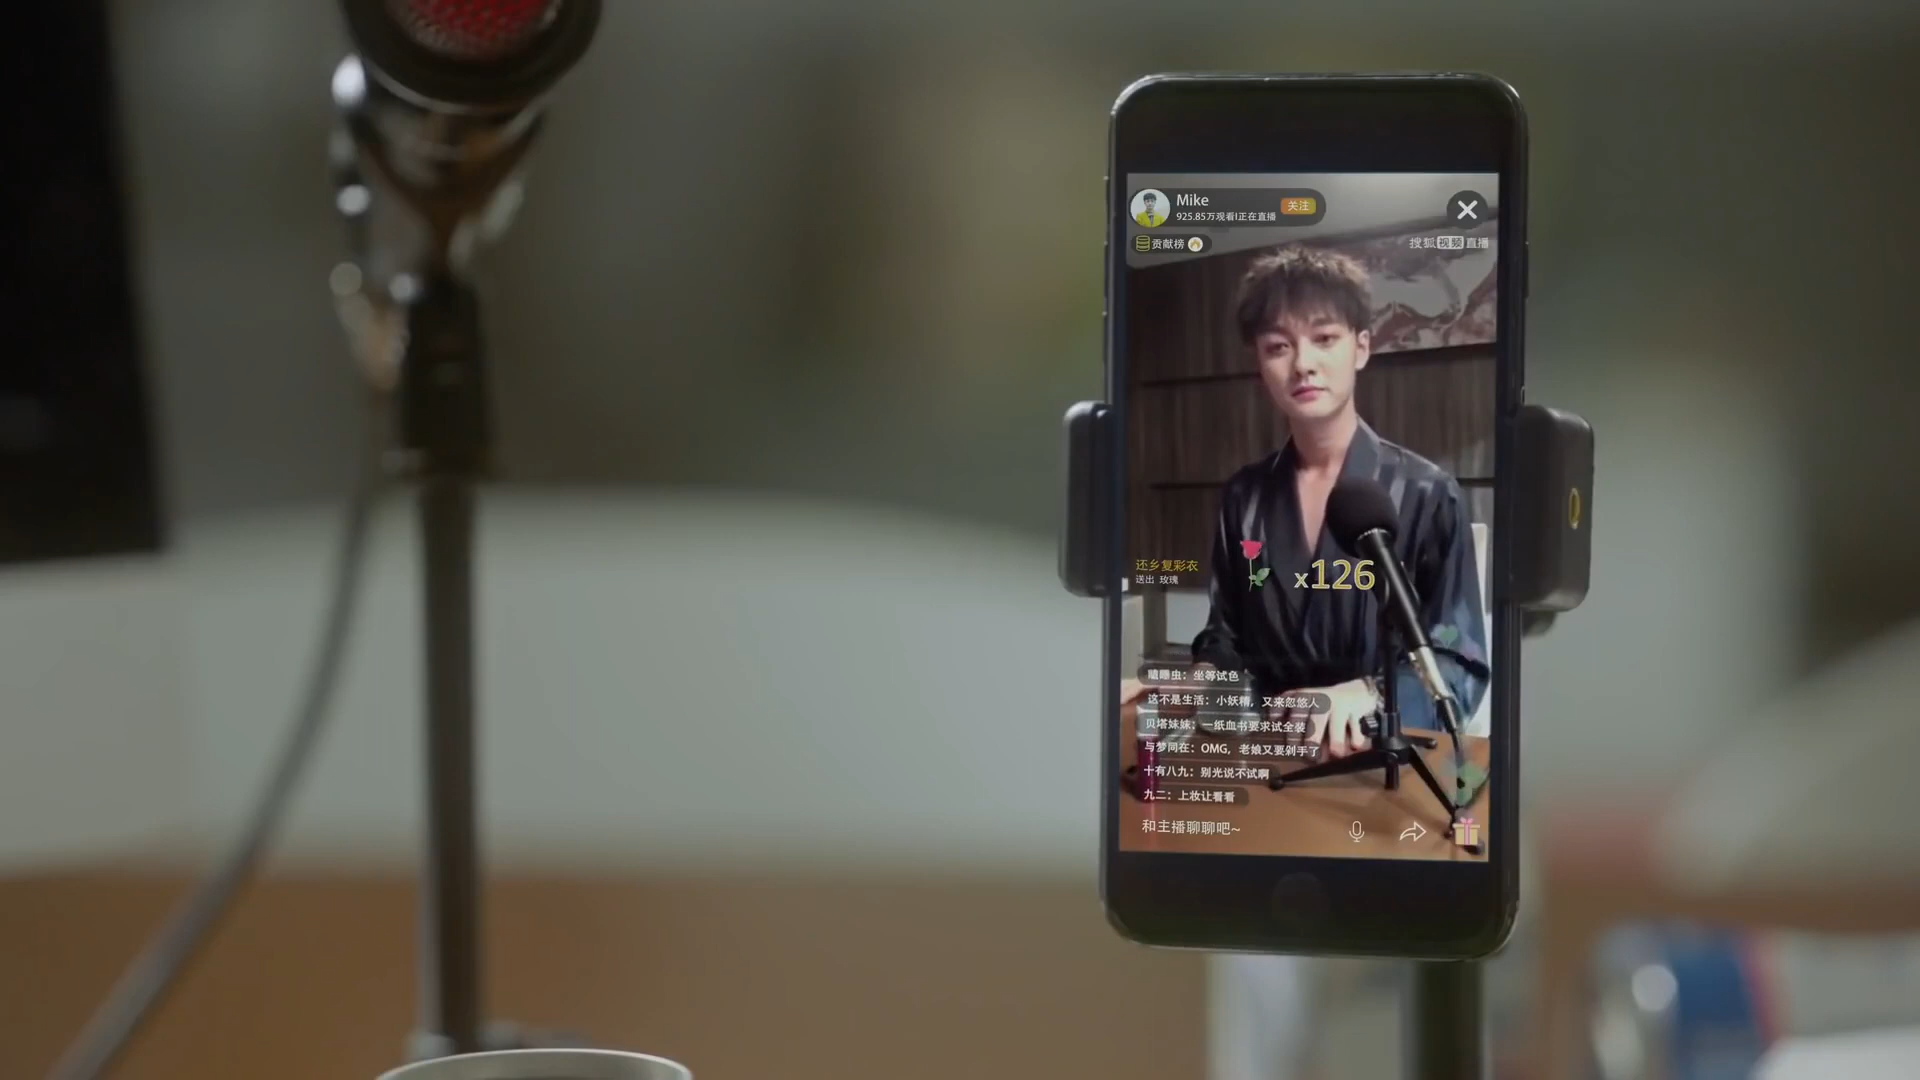 Mike
925.85万观看|正在直播
关注
贡献榜
搜狐视频直播
还乡复彩衣
送出 玫瑰
x126
嘘嘘虫：坐等试色
这不是生活：小妖精，又来忽悠人
贝塔妹妹：一纸血书要求试全装
与梦同在：OMG，老娘又要剁手了
十有八九：别光说不试啊
九二：上妆让看看
和主播聊聊吧~